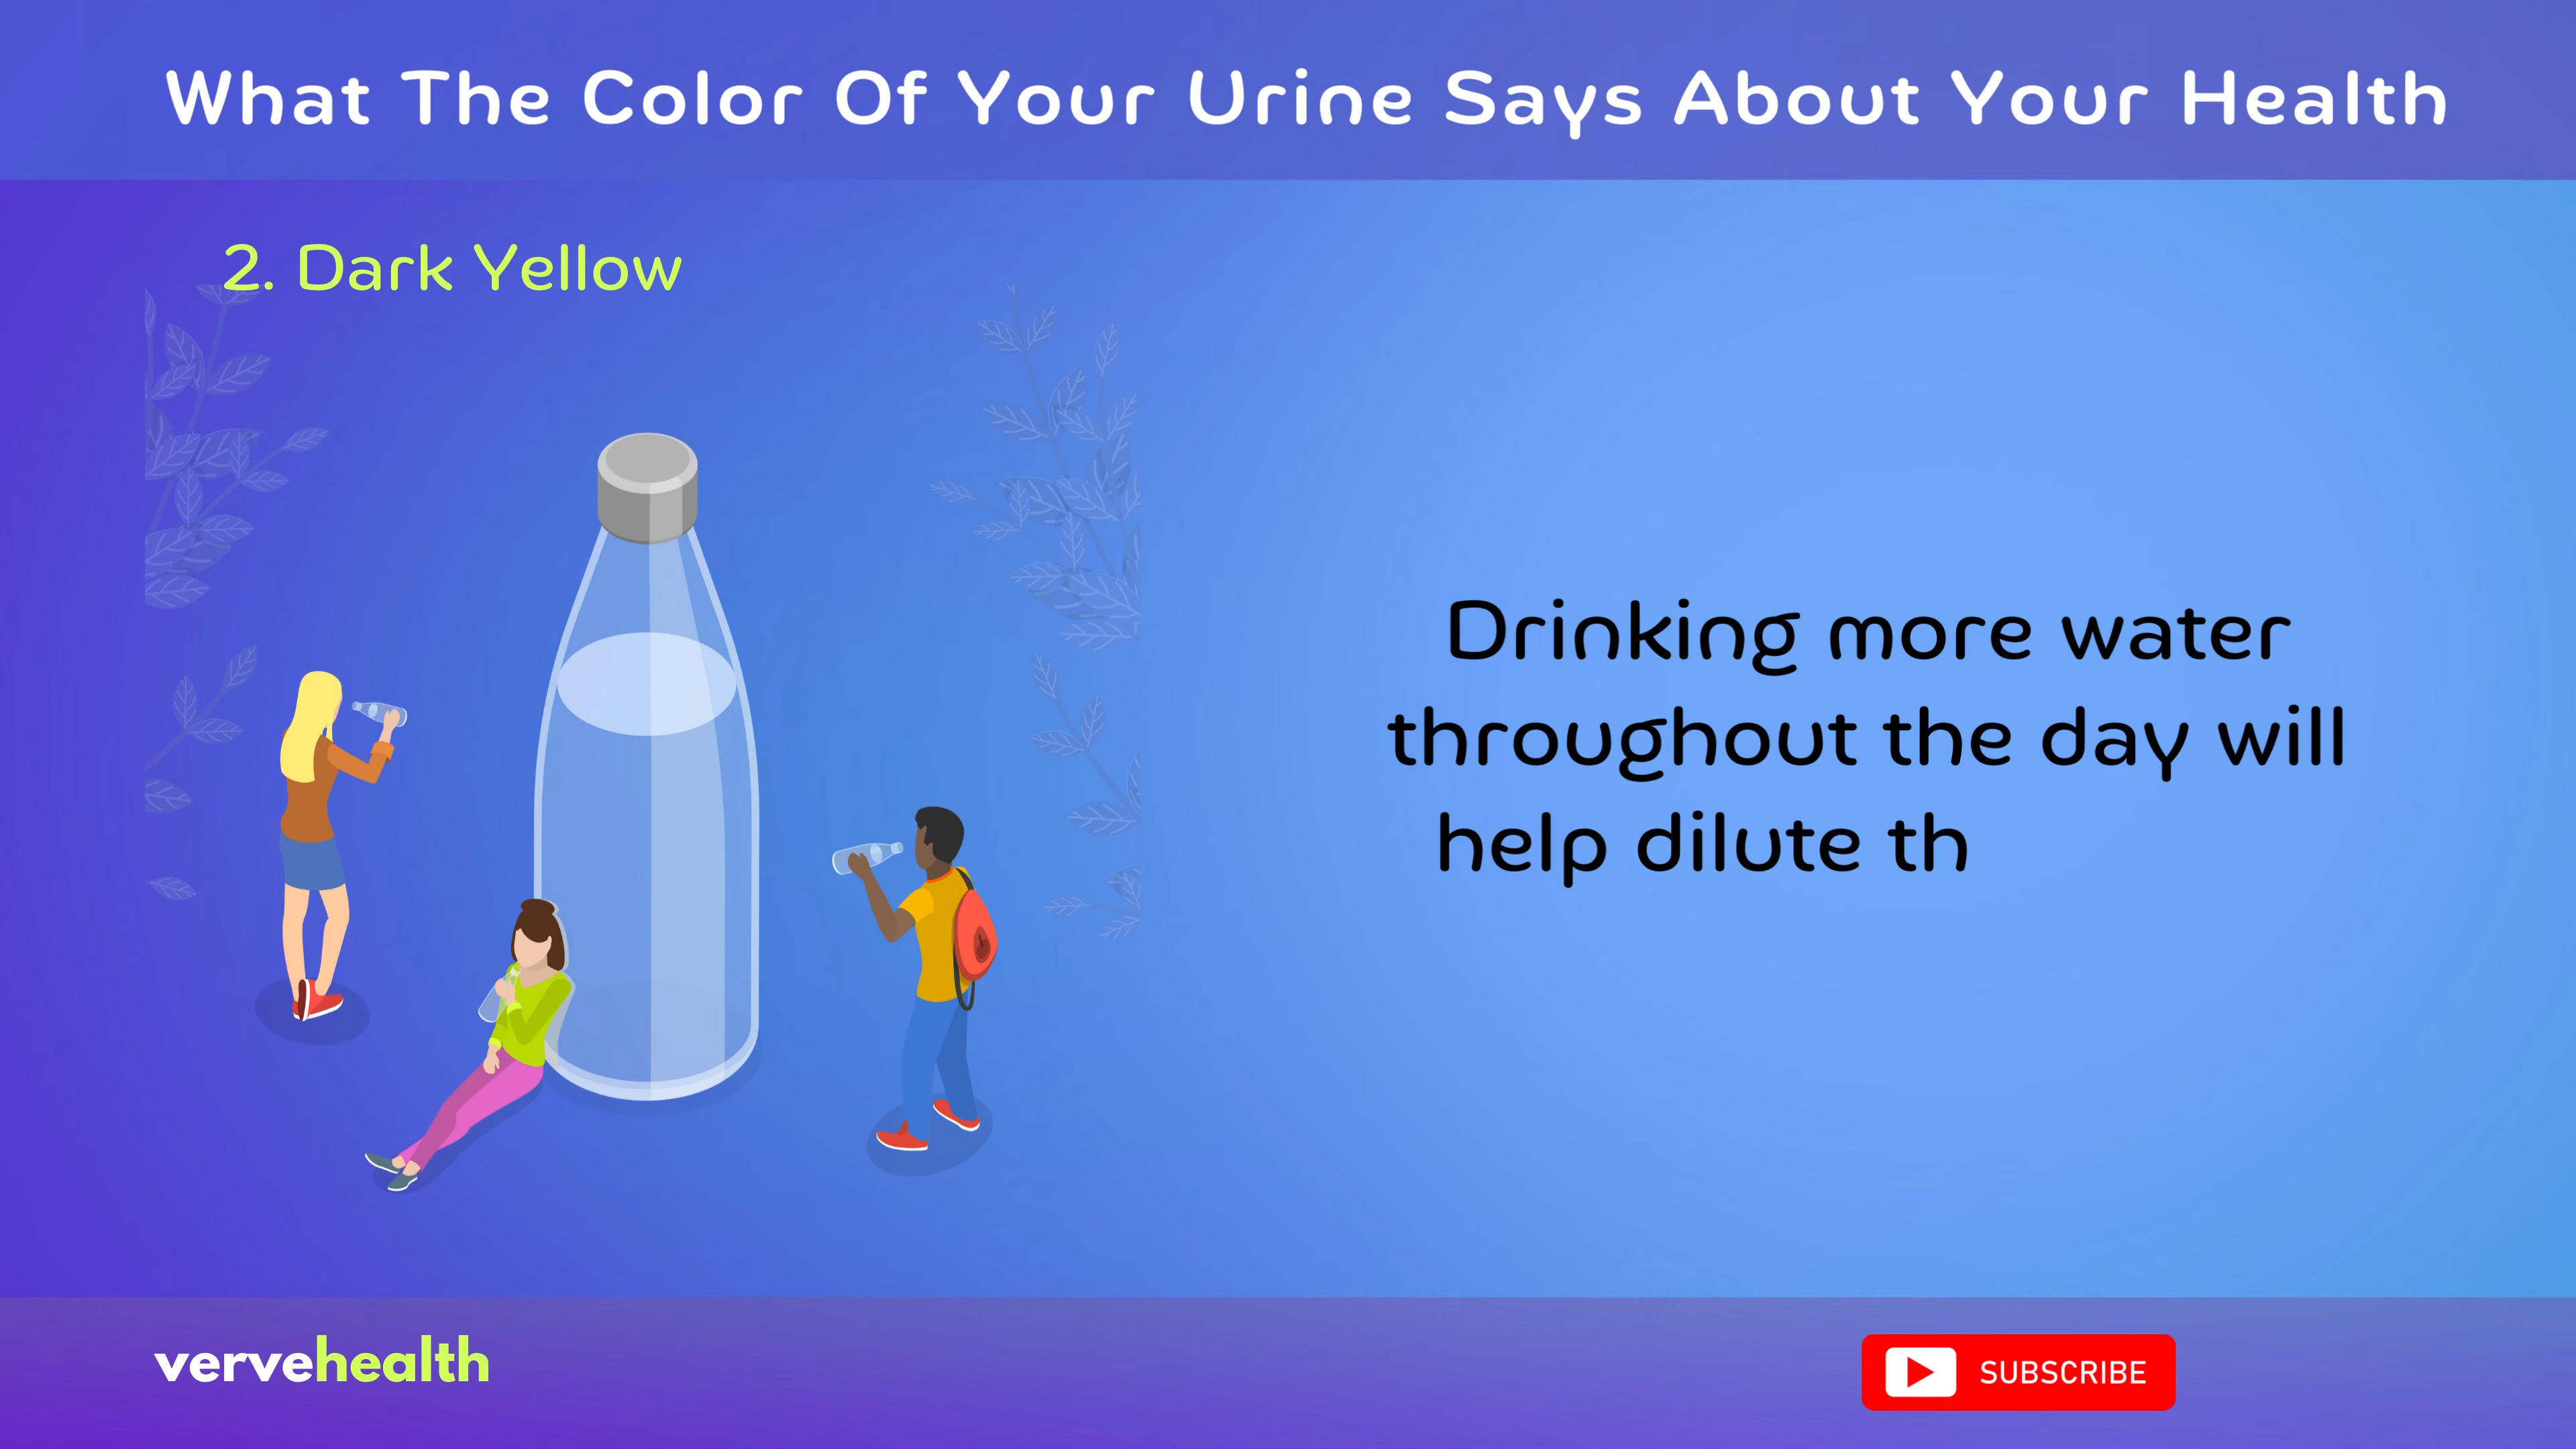 What The Color Of Your Urine Says About Your Health
2. Dark Yellow
Drinking more water
throughout the day will
help dilute th
vervehealth
SUBSCRIBE